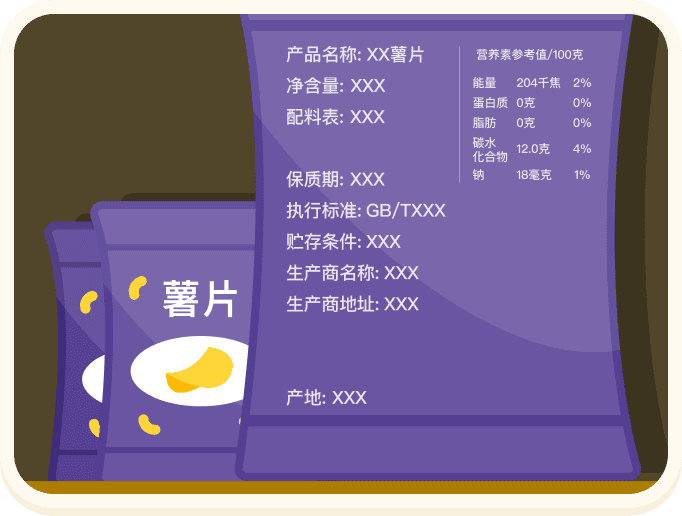 产品名称: XX薯片
净含量: XXX
配料表: XXX
保质期: XXX
执行标准: GB/TXXX
贮存条件: XXX
生产商名称: XXX
生产商地址: XXX
产地: XXX
营养素参考值/100克
能量 204千焦 2%
蛋白质 0克 0%
脂肪 0克 0%
碳水
化合物 12.0克 4%
钠 18毫克 1%
薯片